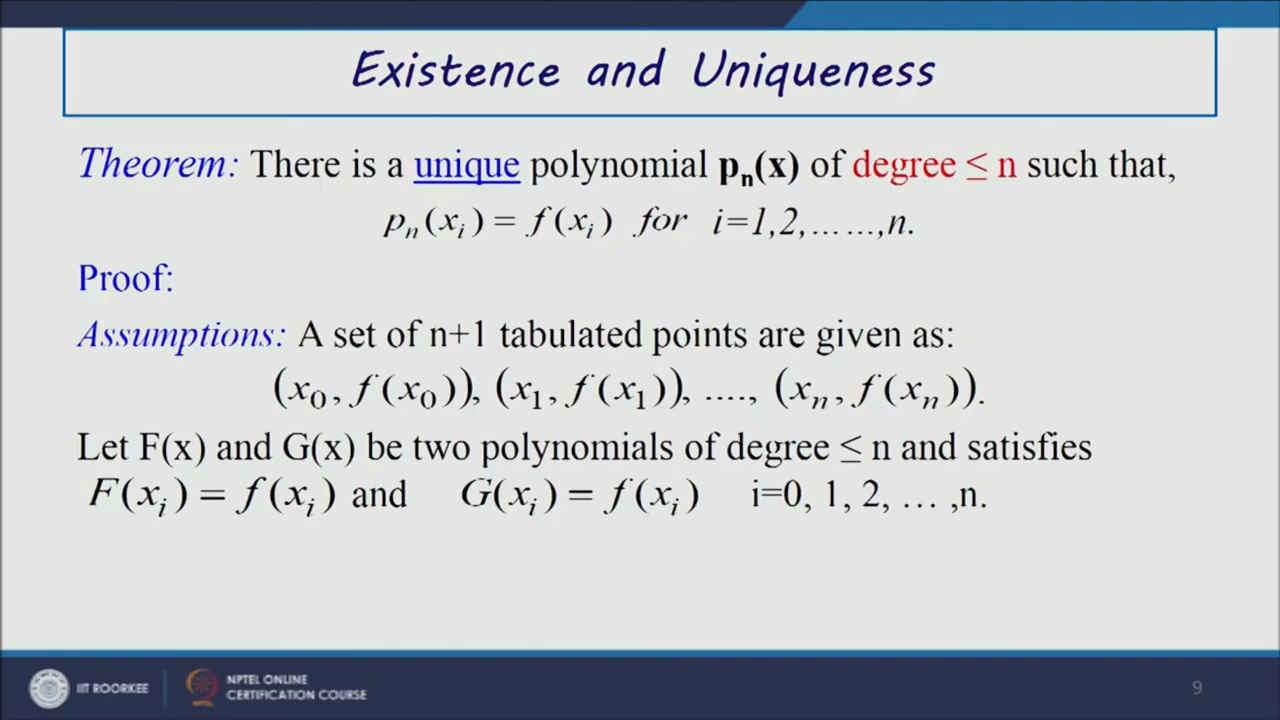 Existence and Uniqueness
Theorem: There is a unique polynomial pₙ(x) of degree ≤ n such that,
pₙ(xᵢ) = f(xᵢ) for i=1,2,……,n.
Proof:
Assumptions: A set of n+1 tabulated points are given as:
(x₀, f(x₀)), (x₁, f(x₁)), ...., (xₙ, f(xₙ)).
Let F(x) and G(x) be two polynomials of degree ≤ n and satisfies
F(xᵢ) = f(xᵢ) and G(xᵢ) = f(xᵢ) i=0, 1, 2, … ,n.
IIT ROORKEE
NPTEL ONLINE
CERTIFICATION COURSE
9